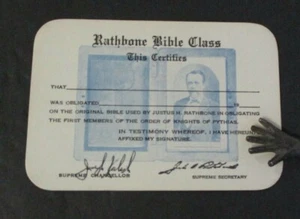 Rathbone Bible Class
This Certifies
THAT
WAS OBLIGATED
ON THE ORIGINAL BIBLE USED BY JUSTUS H. RATHBONE IN OBLIGATING
THE FIRST MEMBERS OF THE ORDER OF KNIGHTS OF PYTHIAS.
IN TESTIMONY WHEREOF, I HAVE HEREUNTO
AFFIXED MY SIGNATURE.
SUPREME CHANCELLOR SUPREME SECRETARY